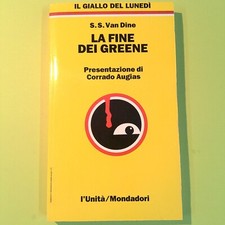 IL GIALLO DEL LUNEDÌ
S. S. Van Dine
LA FINE
DEI GREENE
Presentazione di
Corrado Augias
l'Unità/Mondadori